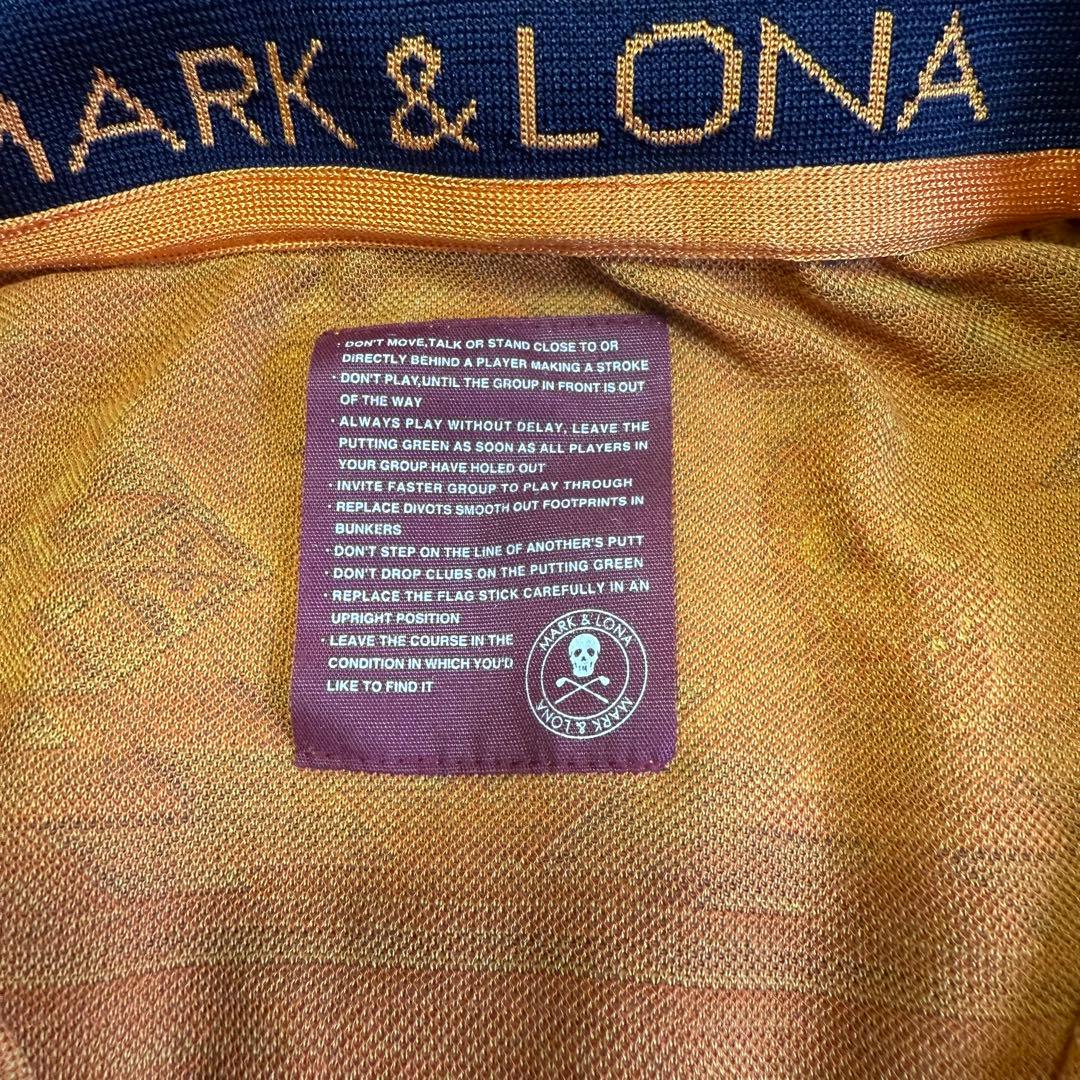 MARK & LONA
· DON'T MOVE,TALK OR STAND CLOSE TO OR
DIRECTLY BEHIND A PLAYER MAKING A STROKE
· DON'T PLAY,UNTIL THE GROUP IN FRONT IS OUT
OF THE WAY
· ALWAYS PLAY WITHOUT DELAY, LEAVE THE
PUTTING GREEN AS SOON AS ALL PLAYERS IN
YOUR GROUP HAVE HOLED OUT
· INVITE FASTER GROUP TO PLAY THROUGH
· REPLACE DIVOTS SMOOTH OUT FOOTPRINTS IN
BUNKERS
· DON'T STEP ON THE LINE OF ANOTHER'S PUTT
· DON'T DROP CLUBS ON THE PUTTING GREEN
· REPLACE THE FLAG STICK CAREFULLY IN AN
UPRIGHT POSITION
· LEAVE THE COURSE IN THE
CONDITION IN WHICH YOU'D
LIKE TO FIND IT
MARK & LONA
MARK & LONA